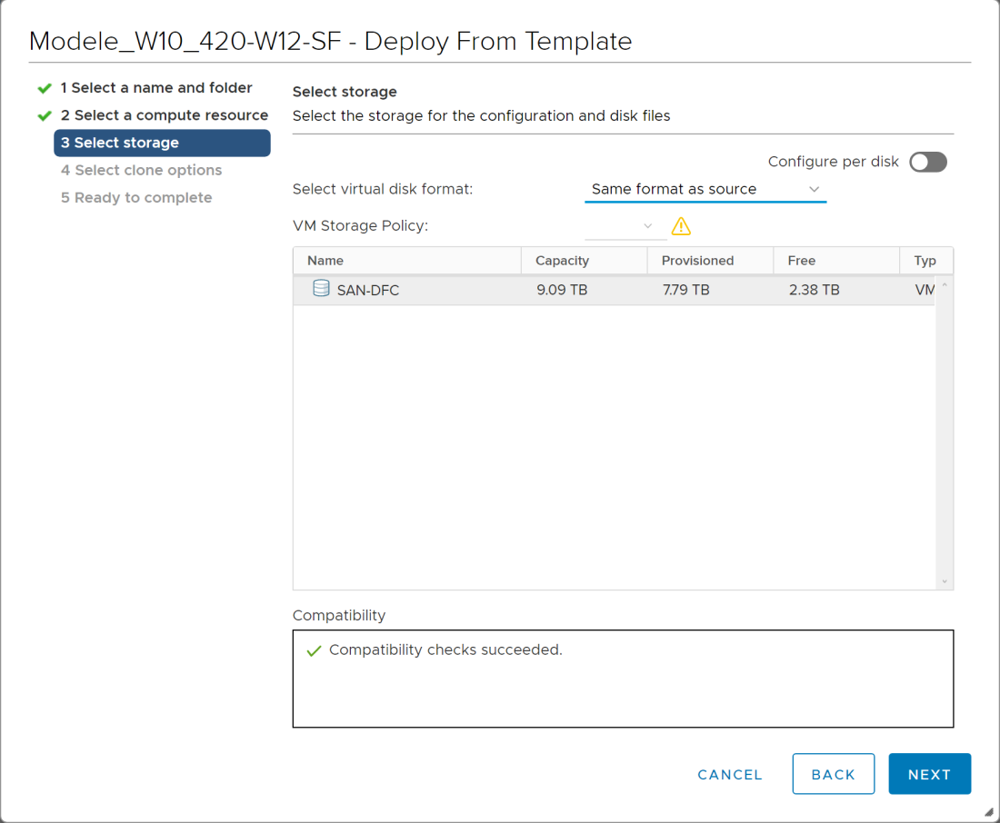 Modele_W10_420-W12-SF - Deploy From Template
1 Select a name and folder
2 Select a compute resource
3 Select storage
4 Select clone options
5 Ready to complete
Select storage
Select the storage for the configuration and disk files
Configure per disk
Select virtual disk format: Same format as source
VM Storage Policy:
Name Capacity Provisioned Free Typ
SAN-DFC 9.09 TB 7.79 TB 2.38 TB VM
Compatibility
Compatibility checks succeeded.
CANCEL BACK NEXT